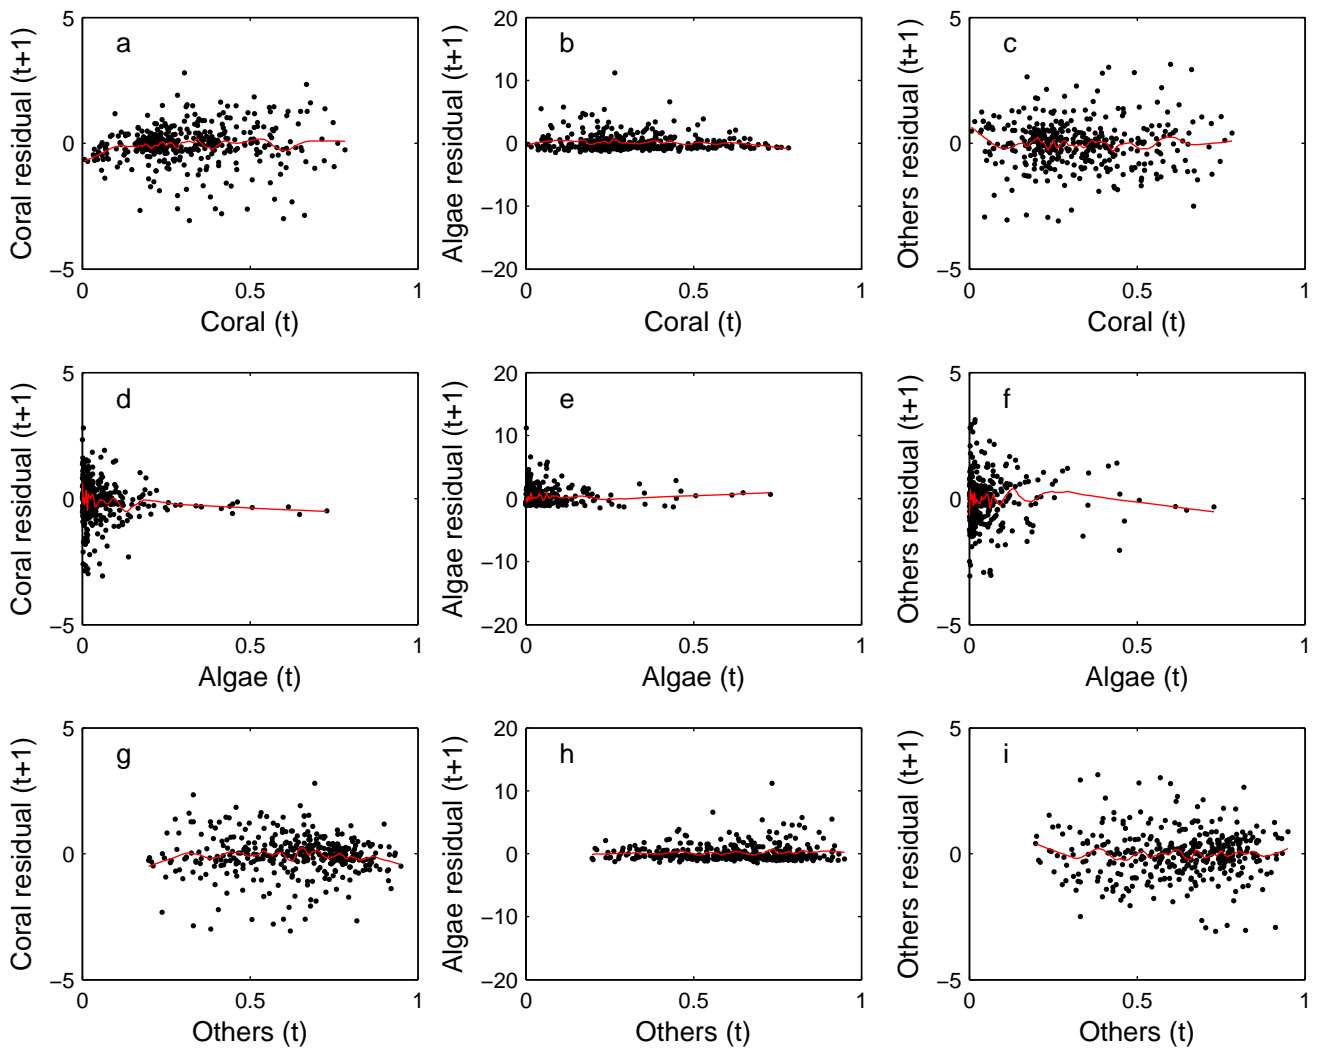 a
Coral residual (t+1)
5
0
−5
0
0.5
1
Coral (t)
b
Algae residual (t+1)
20
10
0
−10
−20
0
0.5
1
Coral (t)
c
Others residual (t+1)
5
0
−5
0
0.5
1
Coral (t)
d
Coral residual (t+1)
5
0
−5
0
0.5
1
Algae (t)
e
Algae residual (t+1)
20
10
0
−10
−20
0
0.5
1
Algae (t)
f
Others residual (t+1)
5
0
−5
0
0.5
1
Algae (t)
g
Coral residual (t+1)
5
0
−5
0
0.5
1
Others (t)
h
Algae residual (t+1)
20
10
0
−10
−20
0
0.5
1
Others (t)
i
Others residual (t+1)
5
0
−5
0
0.5
1
Others (t)